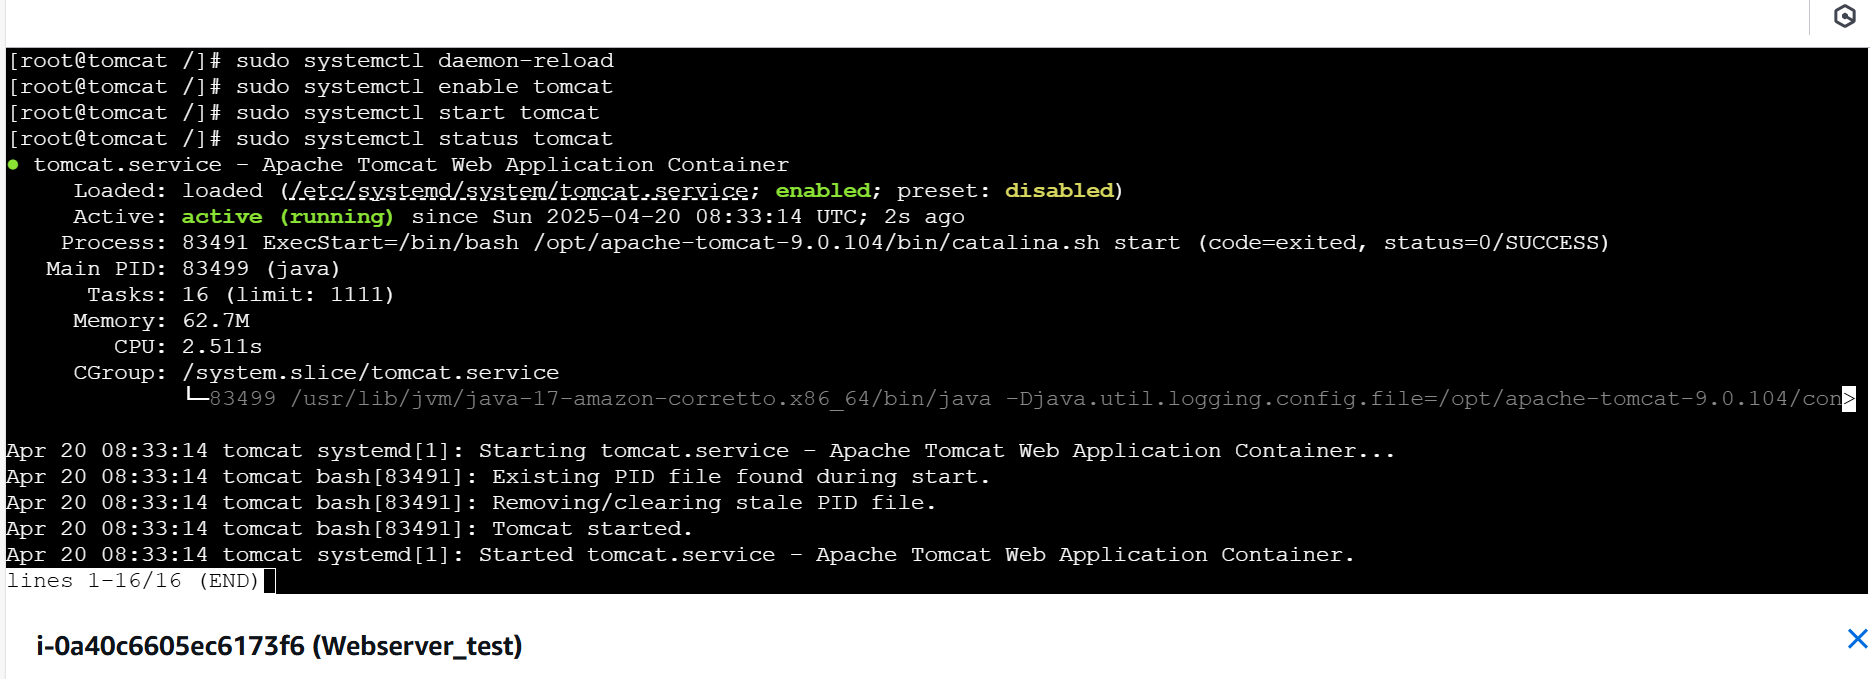 [root@tomcat /]# sudo systemctl daemon-reload
[root@tomcat /]# sudo systemctl enable tomcat
[root@tomcat /]# sudo systemctl start tomcat
[root@tomcat /]# sudo systemctl status tomcat
● tomcat.service - Apache Tomcat Web Application Container
Loaded: loaded (/etc/systemd/system/tomcat.service; enabled; preset: disabled)
Active: active (running) since Sun 2025-04-20 08:33:14 UTC; 2s ago
Process: 83491 ExecStart=/bin/bash /opt/apache-tomcat-9.0.104/bin/catalina.sh start (code=exited, status=0/SUCCESS)
Main PID: 83499 (java)
Tasks: 16 (limit: 1111)
Memory: 62.7M
CPU: 2.511s
CGroup: /system.slice/tomcat.service
└─83499 /usr/lib/jvm/java-17-amazon-corretto.x86_64/bin/java -Djava.util.logging.config.file=/opt/apache-tomcat-9.0.104/con>
Apr 20 08:33:14 tomcat systemd[1]: Starting tomcat.service - Apache Tomcat Web Application Container...
Apr 20 08:33:14 tomcat bash[83491]: Existing PID file found during start.
Apr 20 08:33:14 tomcat bash[83491]: Removing/clearing stale PID file.
Apr 20 08:33:14 tomcat bash[83491]: Tomcat started.
Apr 20 08:33:14 tomcat systemd[1]: Started tomcat.service - Apache Tomcat Web Application Container.
lines 1-16/16 (END)
i-0a40c6605ec6173f6 (Webserver_test)